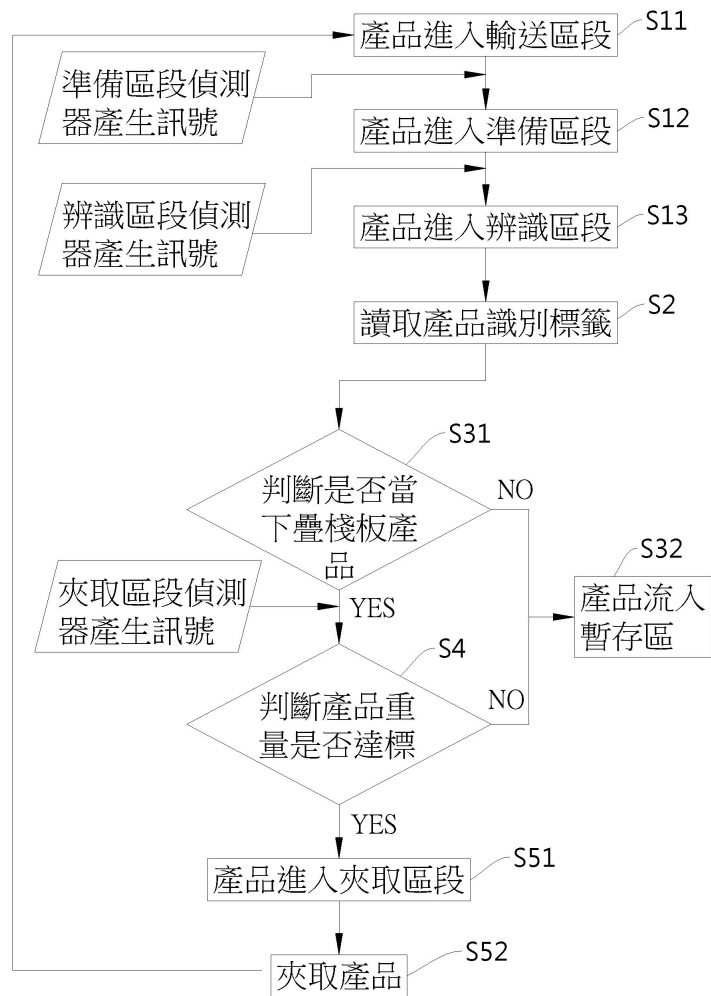 產品進入輸送區段
S11
準備區段偵測
器產生訊號
產品進入準備區段
S12
辨識區段偵測
器產生訊號
產品進入辨識區段
S13
讀取產品識別標籤
S2
S31
判斷是否當
下疊棧板產
品
NO
YES
夾取區段偵測
器產生訊號
S32
產品流入
暫存區
S4
判斷產品重
量是否達標
NO
YES
產品進入夾取區段
S51
夾取產品
S52